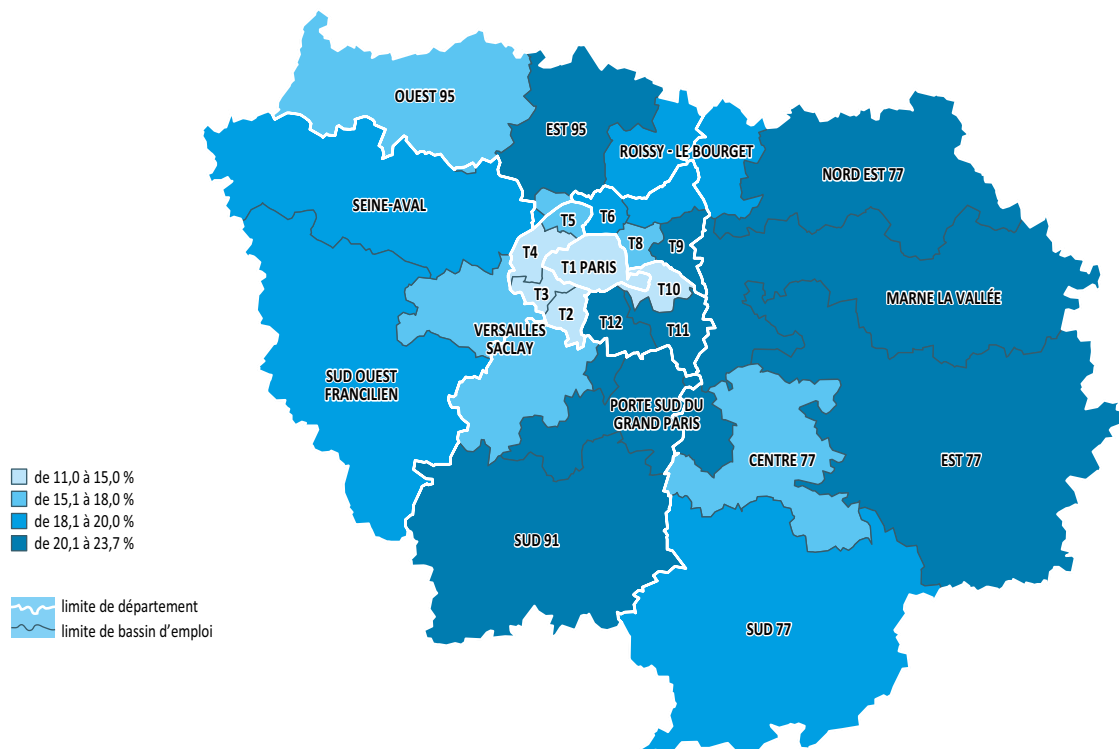 OUEST 95
EST 95
ROISSY - LE BOURGET
NORD EST 77
SEINE-AVAL
T5
T6
T4
T8
T9
T1 PARIS
T3
T10
MARNE LA VALLÉE
T2
T12
T11
VERSAILLES
SACLAY
SUD OUEST
FRANCILIEN
PORTE SUD DU
GRAND PARIS
CENTRE 77
EST 77
SUD 91
SUD 77
de 11,0 à 15,0 %
de 15,1 à 18,0 %
de 18,1 à 20,0 %
de 20,1 à 23,7 %
limite de département
limite de bassin d'emploi